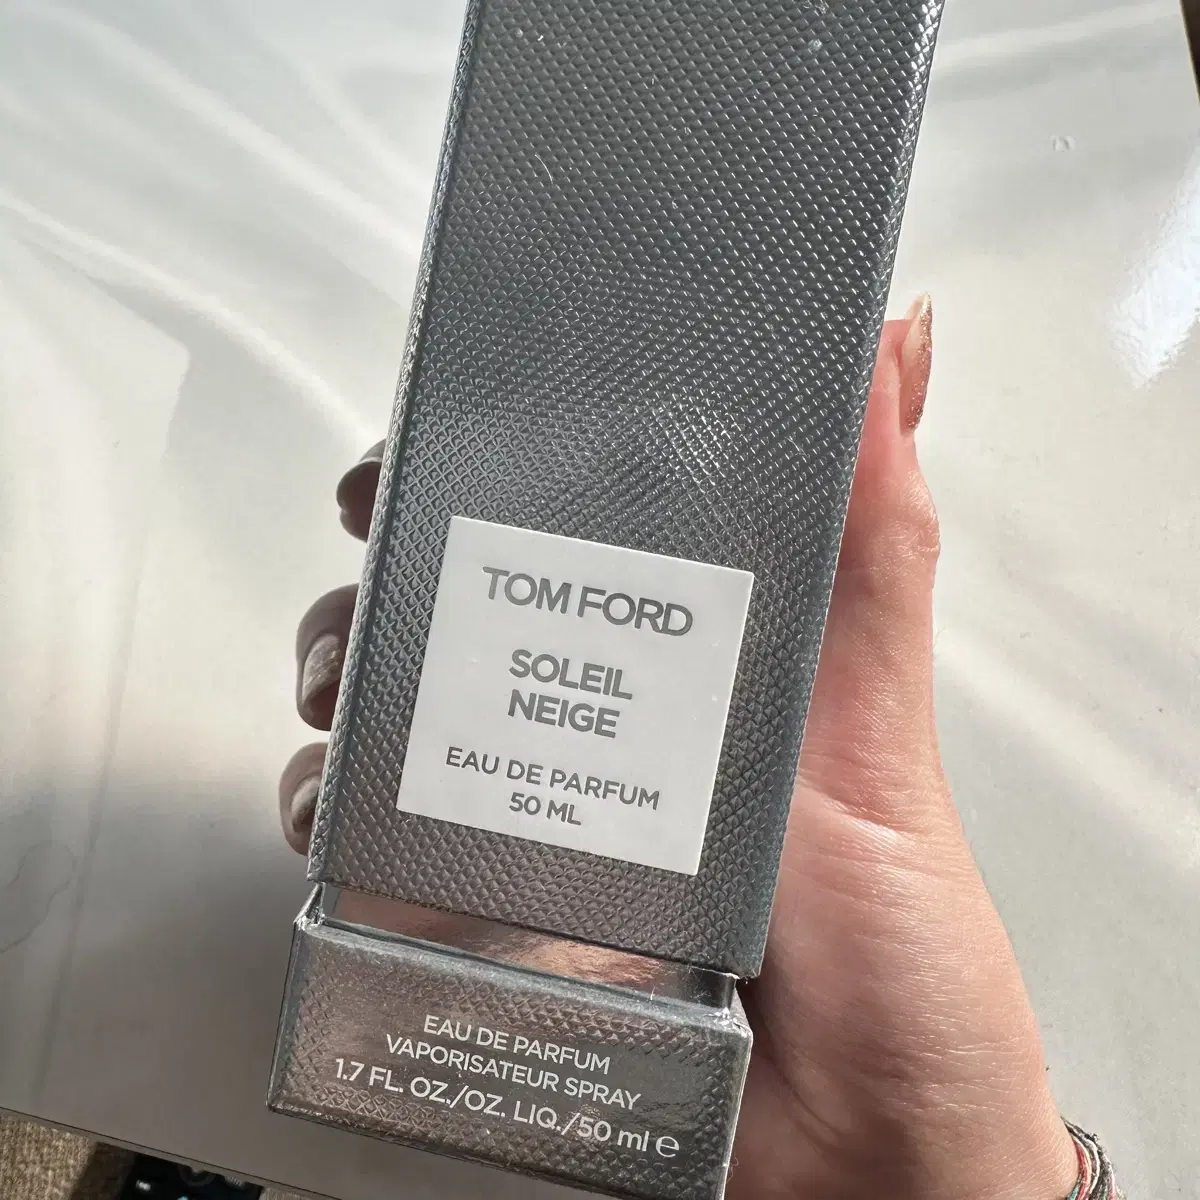 TOM FORD
SOLEIL
NEIGE
EAU DE PARFUM
50 ML
EAU DE PARFUM
VAPORISATEUR SPRAY
1.7 FL. OZ./OZ. LIQ./50 ml ℮